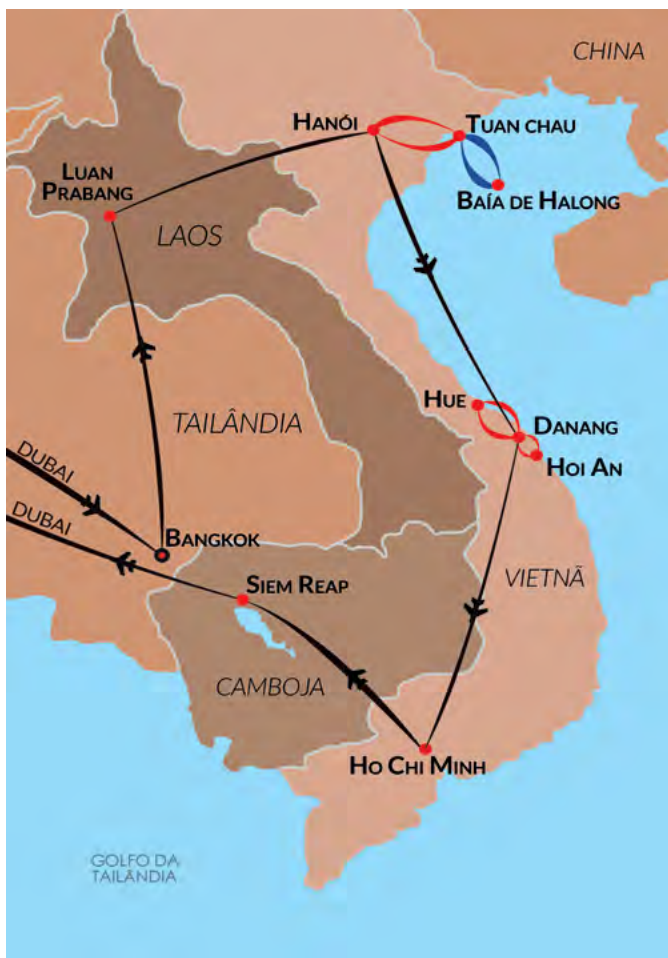 CHINA
HANÓI
TUAN CHAU
LUAN
PRABANG
BAÍA DE HALONG
LAOS
HUE
TAILÂNDIA
DANANG
HOI AN
DUBAI
DUBAI
BANGKOK
SIEM REAP
VIETNÃ
CAMBOJA
HO CHI MINH
GOLFO DA
TAILÂNDIA